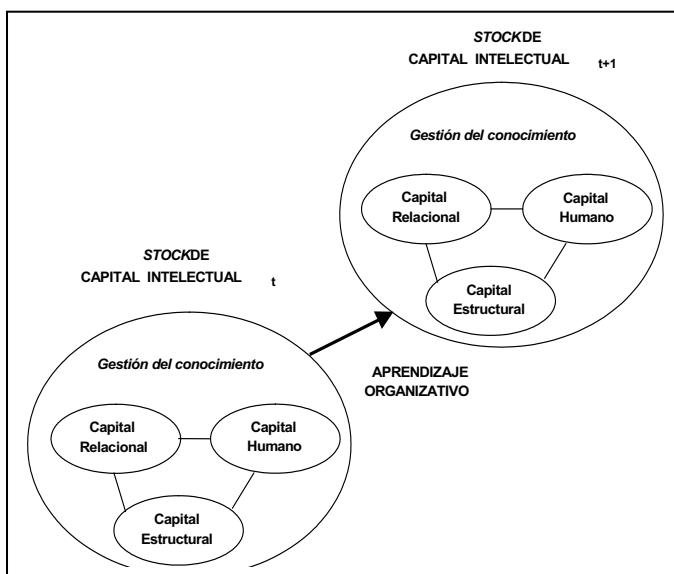 STOCKDE
CAPITAL INTELECTUAL t+1
Gestión del conocimiento
Capital
Relacional
Capital
Humano
Capital
Estructural
STOCKDE
CAPITAL INTELECTUAL t
Gestión del conocimiento
Capital
Relacional
Capital
Humano
Capital
Estructural
APRENDIZAJE
ORGANIZATIVO